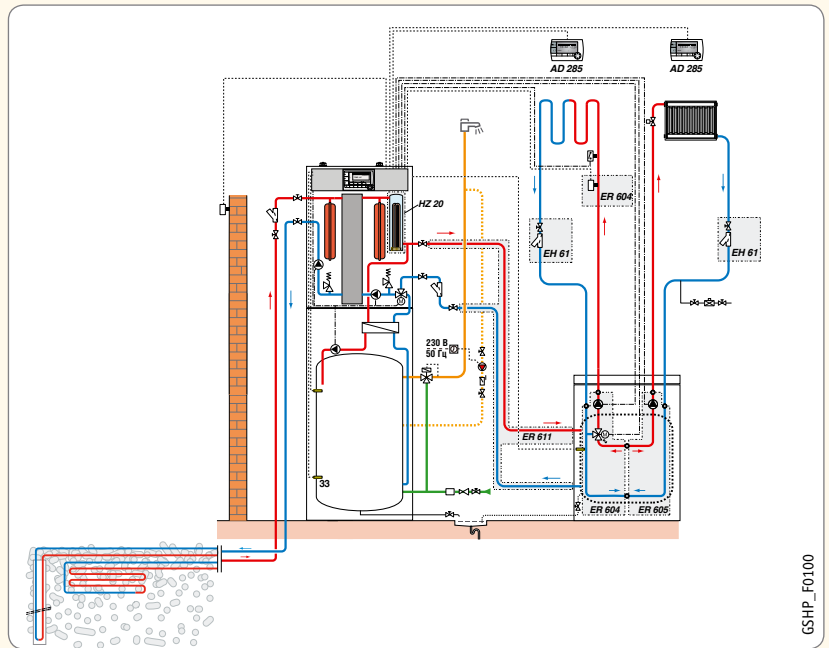 AD 285
AD 285
ER 604
HZ 20
EH 61
EH 61
230 В
50 Гц
ER 611
33
ER 604
ER 605
GSHP_F0100